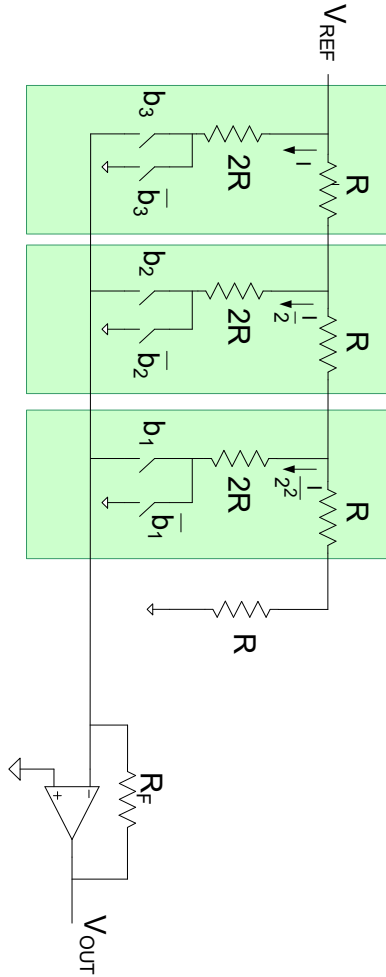 V_REF
R
R
R
I
I/2
I/2²
2R
2R
2R
R
b₃
b̅₃
b₂
b̅₂
b₁
b̅₁
R_F
−
+
V_OUT